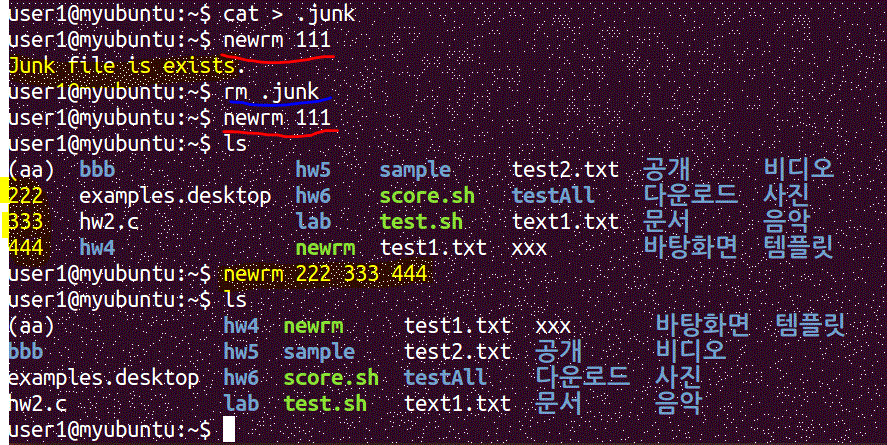 user1@myubuntu:~$ cat > .junk
user1@myubuntu:~$ newrm 111
Junk file is exists.
user1@myubuntu:~$ rm .junk
user1@myubuntu:~$ newrm 111
user1@myubuntu:~$ ls
(aa) bbb hw5 sample test2.txt 공개 비디오
222 examples.desktop hw6 score.sh testAll 다운로드 사진
333 hw2.c lab test.sh text1.txt 문서 음악
444 hw4 newrm test1.txt xxx 바탕화면 템플릿
user1@myubuntu:~$ newrm 222 333 444
user1@myubuntu:~$ ls
(aa) hw4 newrm test1.txt xxx 바탕화면 템플릿
bbb hw5 sample test2.txt 공개 비디오
examples.desktop hw6 score.sh testAll 다운로드 사진
hw2.c lab test.sh text1.txt 문서 음악
user1@myubuntu:~$